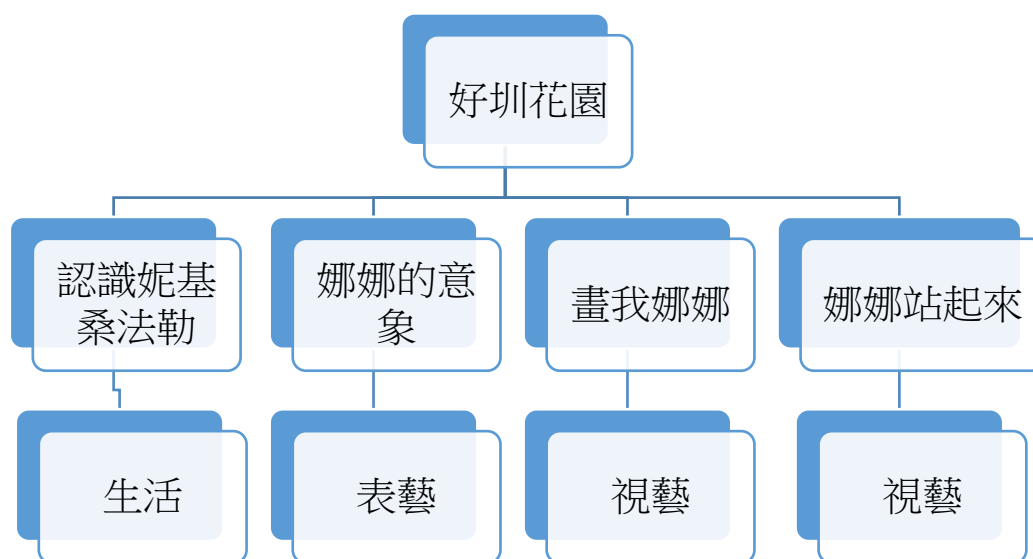 好圳花園
認識妮基
桑法勒
娜娜的意
象
畫我娜娜
娜娜站起來
生活
表藝
視藝
視藝